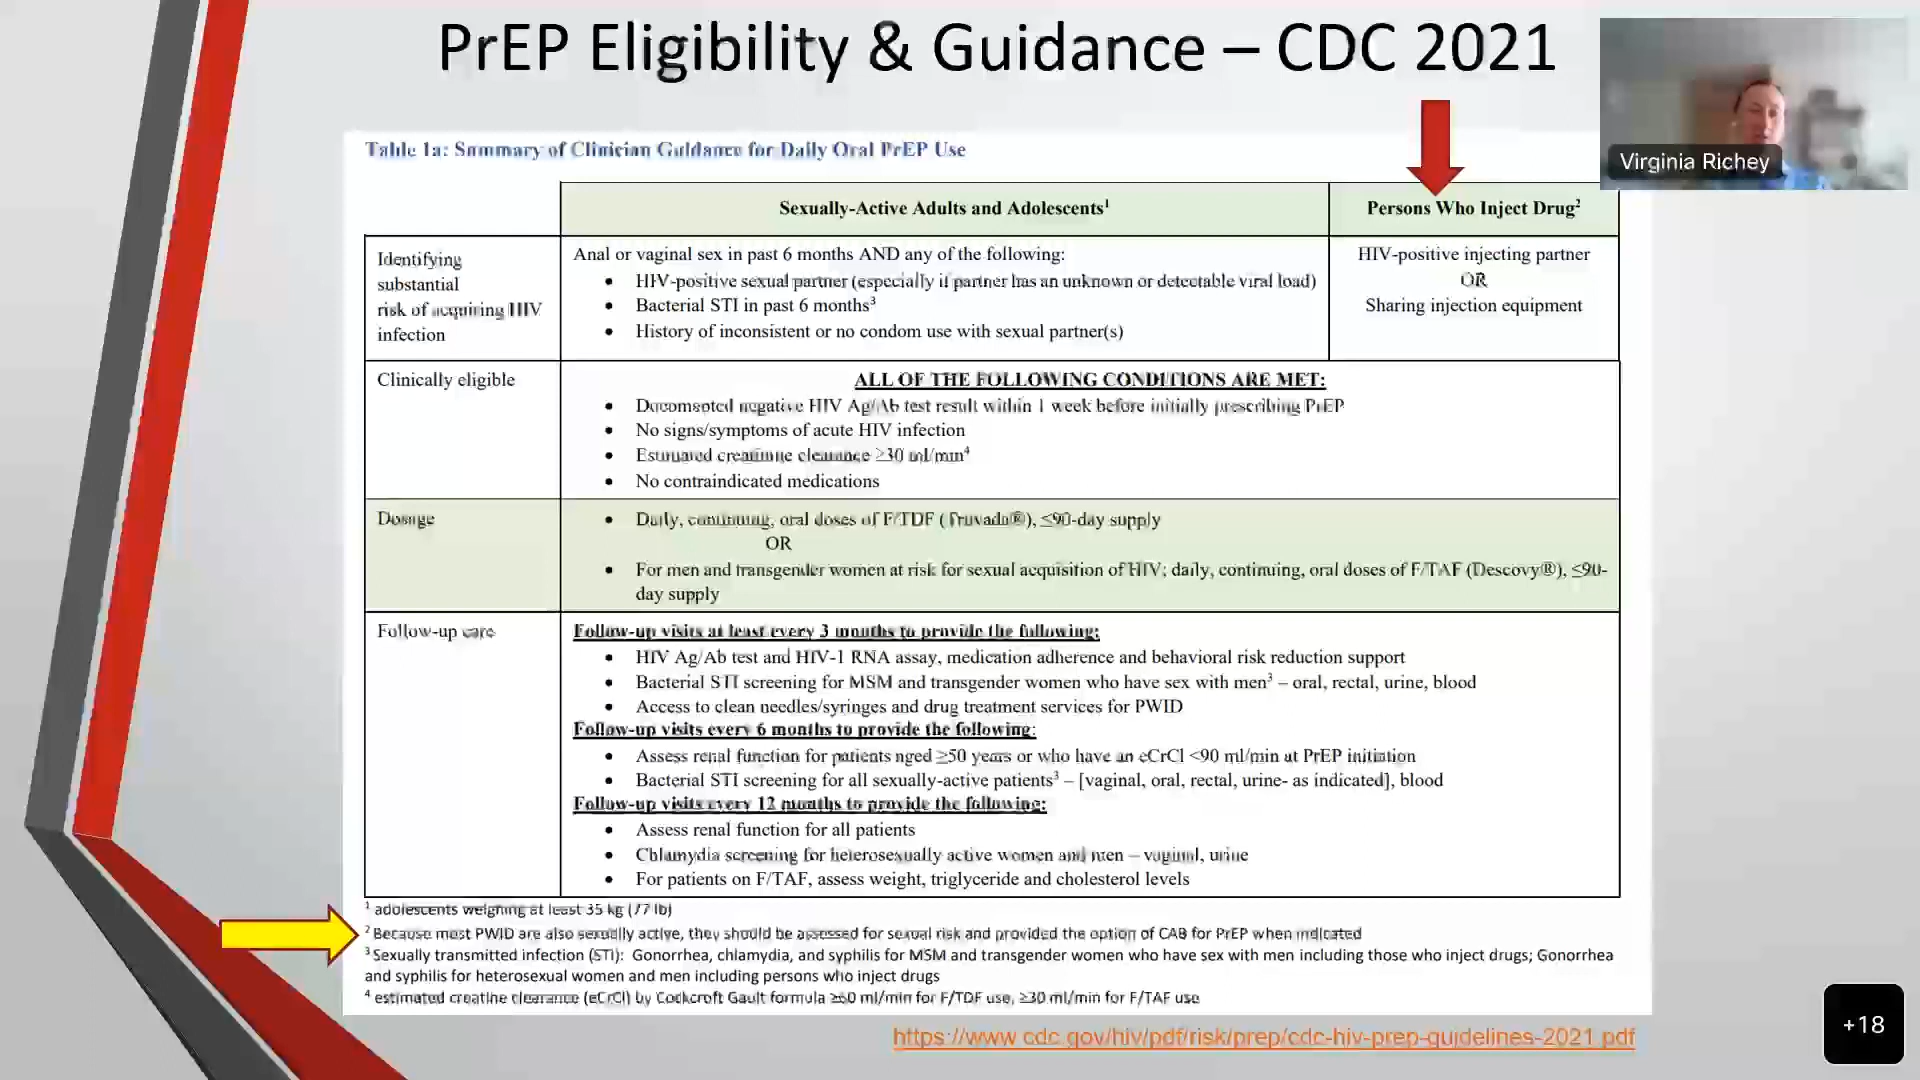 PrEP Eligibility & Guidance – CDC 2021
Virginia Richey
Table 1a: Summary of Clinician Guidance for Daily Oral PrEP Use
Sexually-Active Adults and Adolescents¹
Persons Who Inject Drug²
Identifying
substantial
risk of acquiring HIV
infection
Anal or vaginal sex in past 6 months AND any of the following:
• HIV-positive sexual partner (especially if partner has an unknown or detectable viral load)
• Bacterial STI in past 6 months³
• History of inconsistent or no condom use with sexual partner(s)
HIV-positive injecting partner
OR
Sharing injection equipment
Clinically eligible
ALL OF THE FOLLOWING CONDITIONS ARE MET:
• Documented negative HIV Ag/Ab test result within 1 week before initially prescribing PrEP
• No signs/symptoms of acute HIV infection
• Estimated creatinine clearance ≥30 ml/min⁴
• No contraindicated medications
Dosage
• Daily, continuing, oral doses of F/TDF (Truvada®), ≤90-day supply
OR
• For men and transgender women at risk for sexual acquisition of HIV; daily, continuing, oral doses of F/TAF (Descovy®), ≤90-
day supply
Follow-up care
Follow-up visits at least every 3 months to provide the following:
• HIV Ag/Ab test and HIV-1 RNA assay, medication adherence and behavioral risk reduction support
• Bacterial STI screening for MSM and transgender women who have sex with men³ – oral, rectal, urine, blood
• Access to clean needles/syringes and drug treatment services for PWID
Follow-up visits every 6 months to provide the following:
• Assess renal function for patients aged ≥50 years or who have an eCrCl <90 ml/min at PrEP initiation
• Bacterial STI screening for all sexually-active patients³ – [vaginal, oral, rectal, urine- as indicated], blood
Follow-up visits every 12 months to provide the following:
• Assess renal function for all patients
• Chlamydia screening for heterosexually active women and men – vaginal, urine
• For patients on F/TAF, assess weight, triglyceride and cholesterol levels
¹ adolescents weighing at least 35 kg (77 lb)
² Because most PWID are also sexually active, they should be assessed for sexual risk and provided the option of CAB for PrEP when indicated
³ Sexually transmitted infection (STI): Gonorrhea, chlamydia, and syphilis for MSM and transgender women who have sex with men including those who inject drugs; Gonorrhea
and syphilis for heterosexual women and men including persons who inject drugs
⁴ estimated creatine clearance (eCrCl) by Cockcroft Gault formula ≥60 ml/min for F/TDF use, ≥30 ml/min for F/TAF use
https://www.cdc.gov/hiv/pdf/risk/prep/cdc-hiv-prep-guidelines-2021.pdf
+18